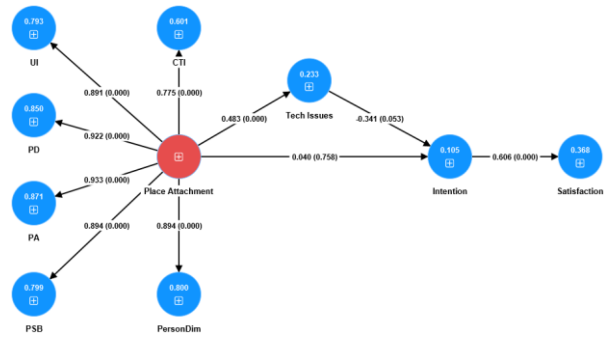 0.793
UI
0.601
CTI
0.891 (0.000)
0.775 (0.000)
0.233
Tech Issues
0.850
PD
0.922 (0.000)
0.483 (0.000)
-0.341 (0.053)
Place Attachment
0.040 (0.758)
0.105
Intention
0.606 (0.000)
0.368
Satisfaction
0.871
PA
0.933 (0.000)
0.894 (0.000)
0.894 (0.000)
0.799
PSB
0.800
PersonDim